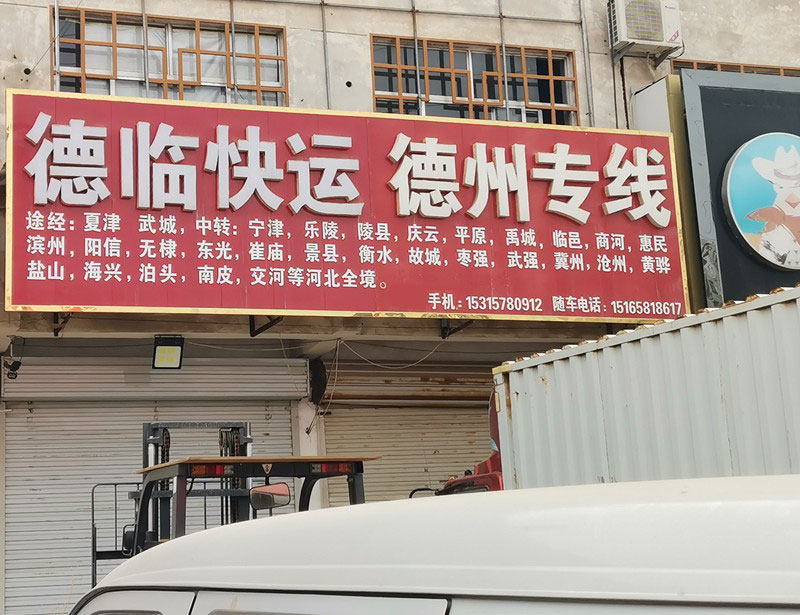 德临快运 德州专线
途经：夏津 武城，中转：宁津，乐陵，陵县，庆云，平原，禹城，临邑，商河，惠民
滨州，阳信，无棣，东光，崔庙，景县，衡水，故城，枣强，武强，冀州，沧州，黄骅
盐山，海兴，泊头，南皮，交河等河北全境。
手机：15315780912 随车电话：15165818617